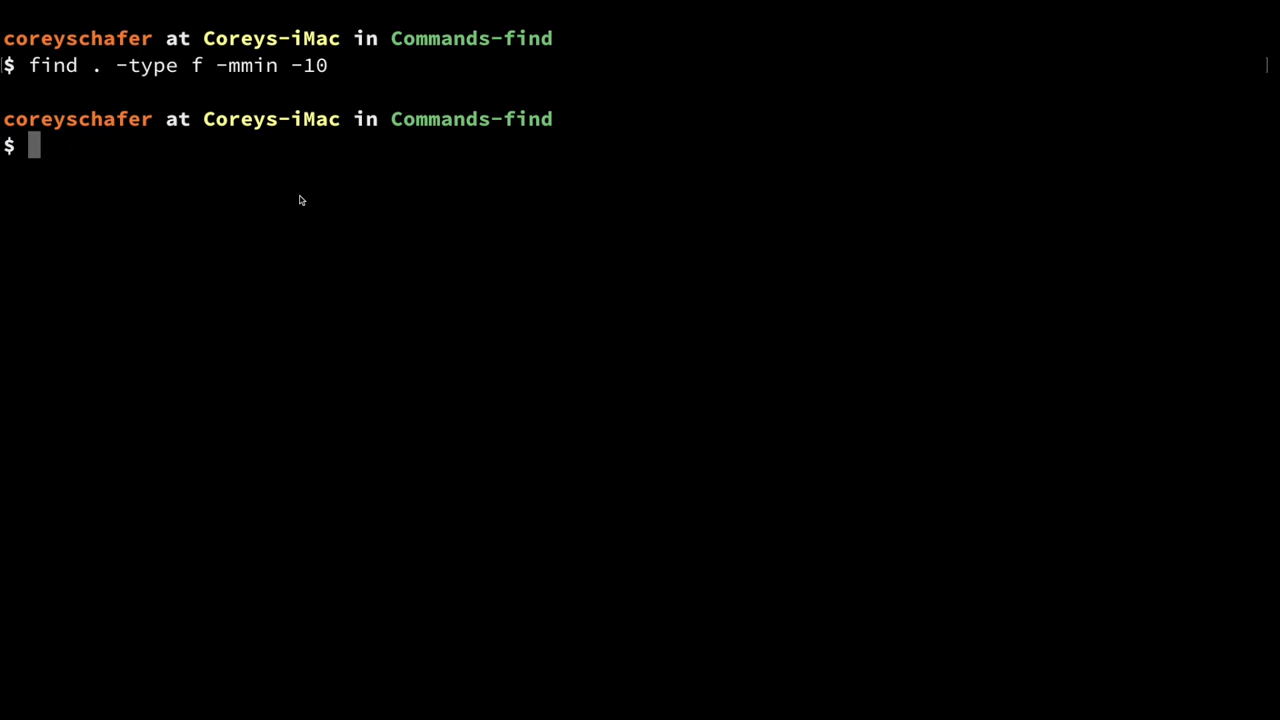 coreyschafer at Coreys-iMac in Commands-find
$ find . -type f -mmin -10
coreyschafer at Coreys-iMac in Commands-find
$